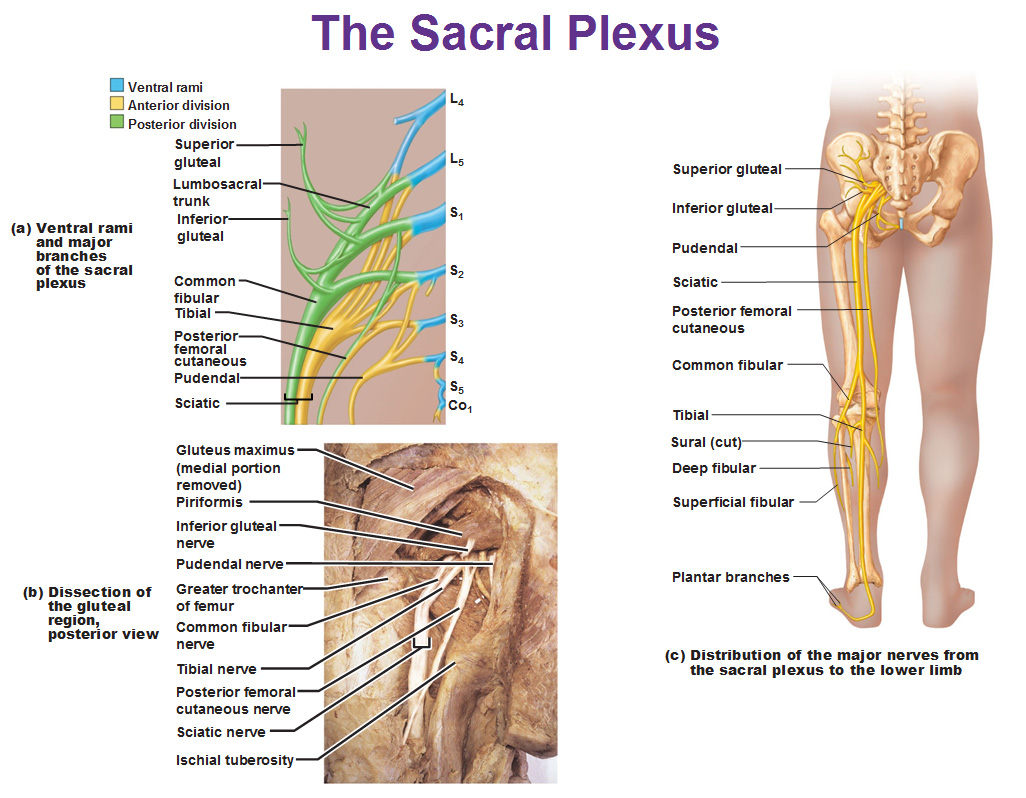 The Sacral Plexus
Ventral rami
Anterior division
Posterior division
Superior
gluteal
Lumbosacral
trunk
Inferior
gluteal
Common
fibular
Tibial
Posterior
femoral
cutaneous
Pudendal
Sciatic
L4
L5
S1
S2
S3
S4
S5
Co1
(a) Ventral rami
and major
branches
of the sacral
plexus
Gluteus maximus
(medial portion
removed)
Piriformis
Inferior gluteal
nerve
Pudendal nerve
Greater trochanter
of femur
Common fibular
nerve
Tibial nerve
Posterior femoral
cutaneous nerve
Sciatic nerve
Ischial tuberosity
(b) Dissection of
the gluteal
region,
posterior view
Superior gluteal
Inferior gluteal
Pudendal
Sciatic
Posterior femoral
cutaneous
Common fibular
Tibial
Sural (cut)
Deep fibular
Superficial fibular
Plantar branches
(c) Distribution of the major nerves from
the sacral plexus to the lower limb